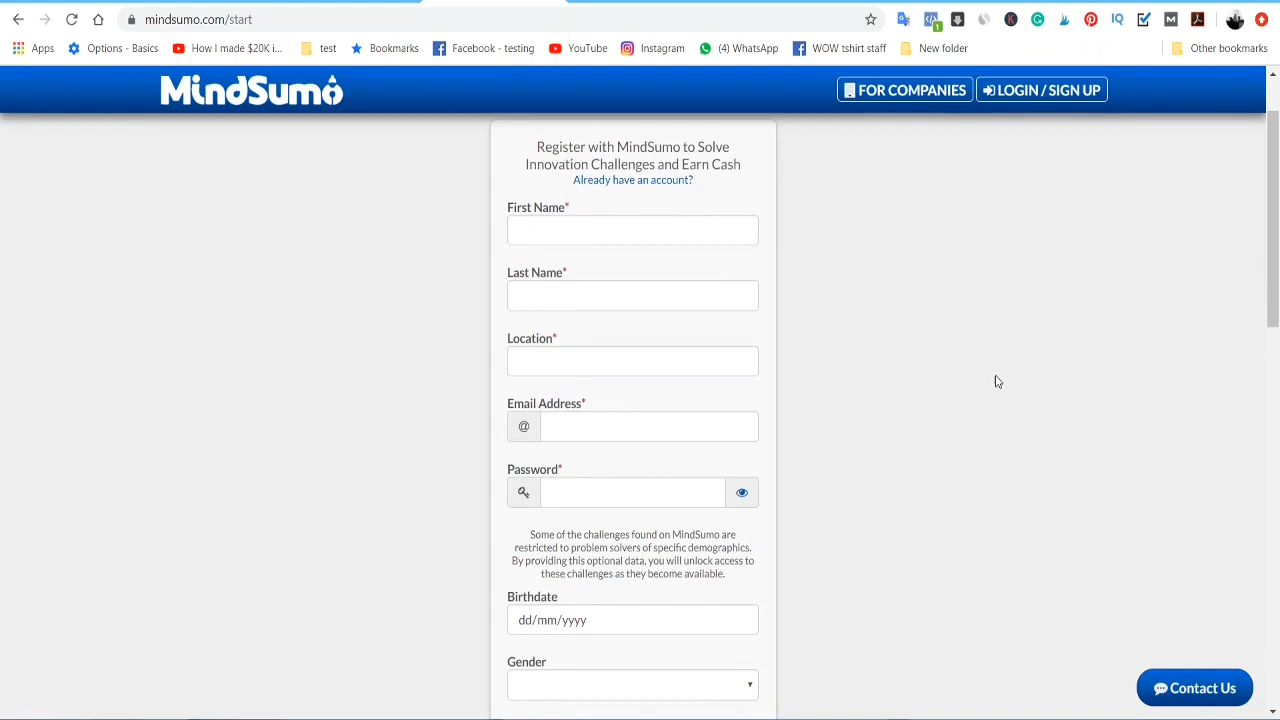 mindsumo.com/start
Apps
Options - Basics
How I made $20K i...
test
Bookmarks
Facebook - testing
YouTube
Instagram
(4) WhatsApp
WOW tshirt staff
New folder
Other bookmarks
MindSumo
FOR COMPANIES
LOGIN / SIGN UP
Register with MindSumo to Solve
Innovation Challenges and Earn Cash
Already have an account?
First Name*
Last Name*
Location*
Email Address*
@
Password*
Some of the challenges found on MindSumo are
restricted to problem solvers of specific demographics.
By providing this optional data, you will unlock access to
these challenges as they become available.
Birthdate
dd/mm/yyyy
Gender
Contact Us